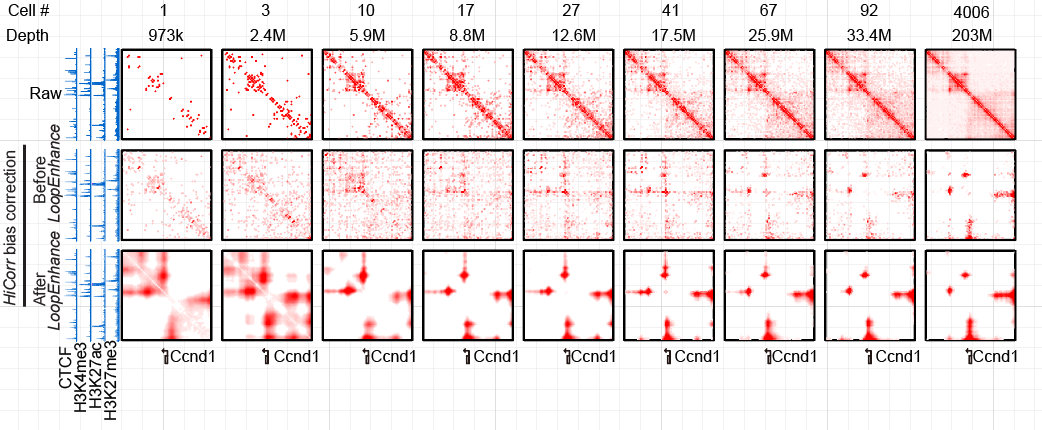 Cell # 1 3 10 17 27 41 67 92 4006
Depth 973k 2.4M 5.9M 8.8M 12.6M 17.5M 25.9M 33.4M 203M
Raw
HiCorr bias correction
Before
LoopEnhance
After
LoopEnhance
CTCF
H3K4me3
H3K27ac
H3K27me3
Ccnd1 Ccnd1 Ccnd1 Ccnd1 Ccnd1 Ccnd1 Ccnd1 Ccnd1 Ccnd1